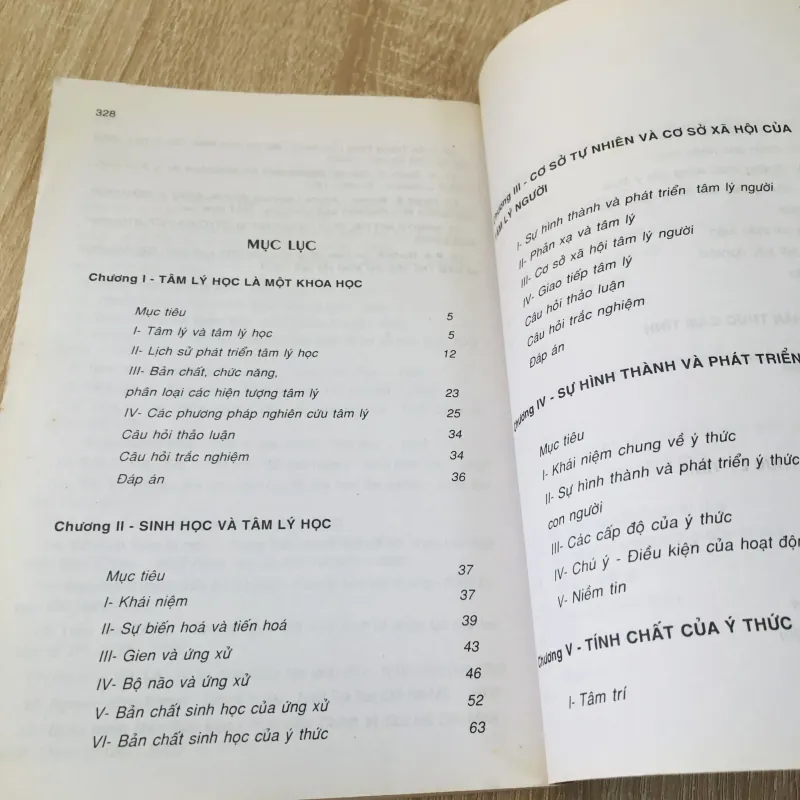 328
MỤC LỤC
Chương I - TÂM LÝ HỌC LÀ MỘT KHOA HỌC
Mục tiêu 5
I- Tâm lý và tâm lý học 5
II- Lịch sử phát triển tâm lý học 12
III- Bản chất, chức năng,
phân loại các hiện tượng tâm lý 23
IV- Các phương pháp nghiên cứu tâm lý 25
Câu hỏi thảo luận 34
Câu hỏi trắc nghiệm 34
Đáp án 36
Chương II - SINH HỌC VÀ TÂM LÝ HỌC
Mục tiêu 37
I- Khái niệm 37
II- Sự biến hoá và tiến hoá 39
III- Gien và ứng xử 43
IV- Bộ não và ứng xử 46
V- Bản chất sinh học của ứng xử 52
VI- Bản chất sinh học của ý thức 63
Chương III - CƠ SỞ TỰ NHIÊN VÀ CƠ SỞ XÃ HỘI CỦA
TÂM LÝ NGƯỜI
I- Sự hình thành và phát triển tâm lý người
II- Phản xạ và tâm lý
III- Cơ sở xã hội tâm lý người
IV- Giao tiếp tâm lý
Câu hỏi thảo luận
Câu hỏi trắc nghiệm
Đáp án
Chương IV - SỰ HÌNH THÀNH VÀ PHÁT TRIỂN
Mục tiêu
I- Khái niệm chung về ý thức
II- Sự hình thành và phát triển ý thức
con người
III- Các cấp độ của ý thức
IV- Chú ý - Điều kiện của hoạt độn
V- Niềm tin
Chương V - TÍNH CHẤT CỦA Ý THỨC
I- Tâm trí